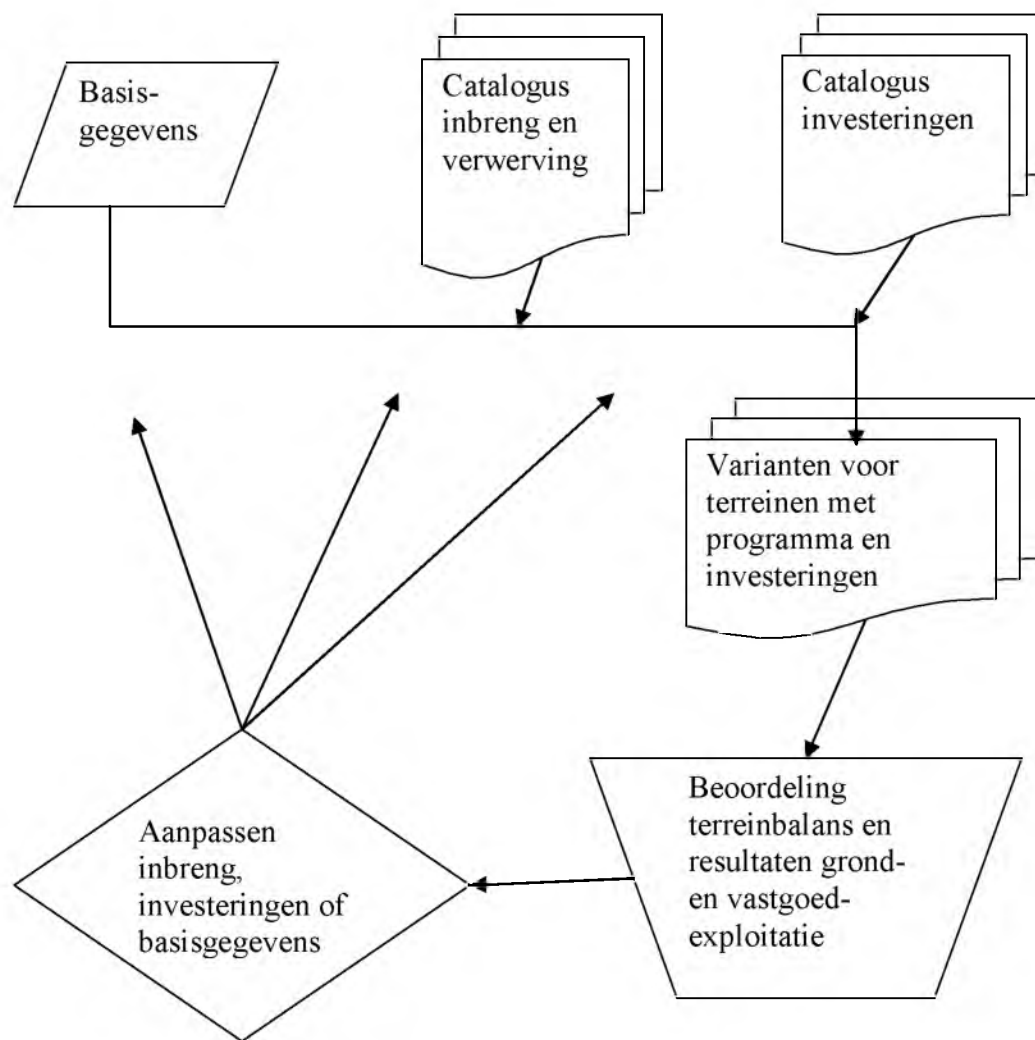 Basis-
gegevens
Catalogus
inbreng en
verwerving
Catalogus
investeringen
Varianten voor
terreinen met
programma en
investeringen
Beoordeling
terreinbalans en
resultaten grond-
en vastgoed-
exploitatie
Aanpassen
inbreng,
investeringen of
basisgegevens